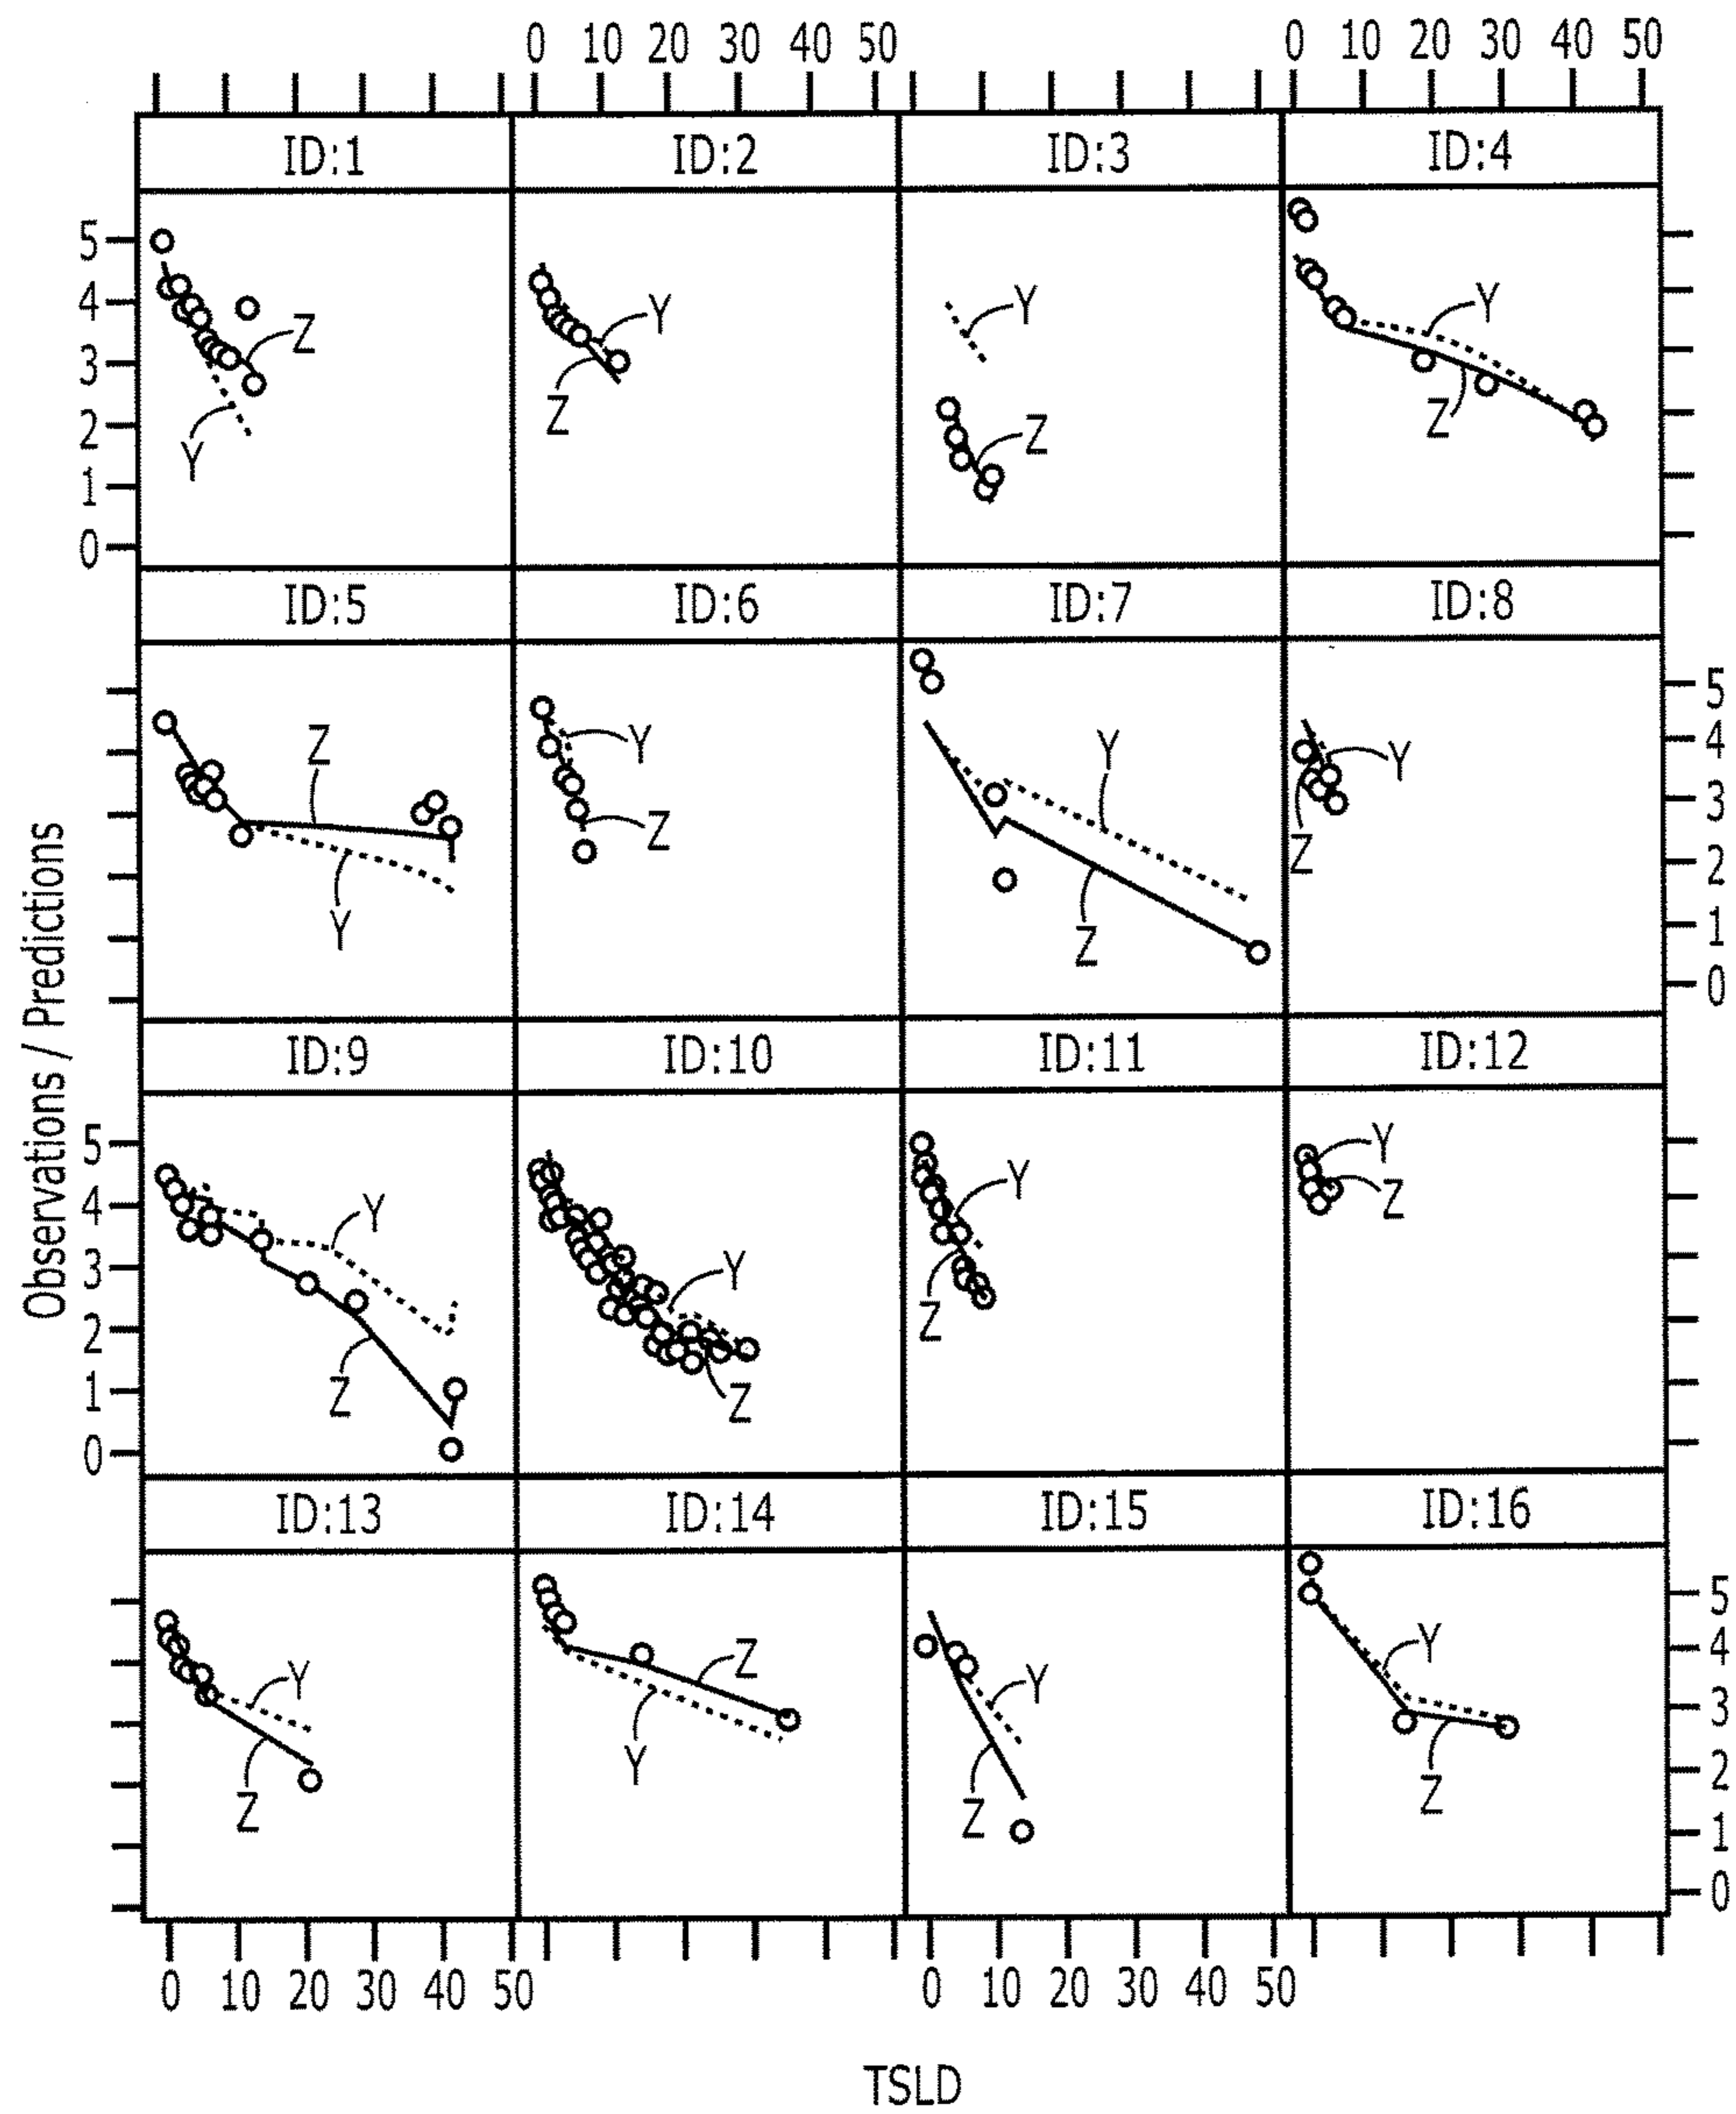 0 10 20 30 40 50 0 10 20 30 40 50
ID:1 ID:2 ID:3 ID:4
5
4
3
2
1
0
Z
Y
Y
Z
Y
Z
Y
Z
ID:5 ID:6 ID:7 ID:8
Z
Y
Y
Z
Y
Z
Y
Z
5
4
3
2
1
0
Observations / Predictions
ID:9 ID:10 ID:11 ID:12
5
4
3
2
1
0
Y
Z
Y
Z
Y
Z
Y
Z
ID:13 ID:14 ID:15 ID:16
Y
Z
Z
Y
Y
Z
Y
Z
5
4
3
2
1
0
0 10 20 30 40 50 0 10 20 30 40 50
TSLD